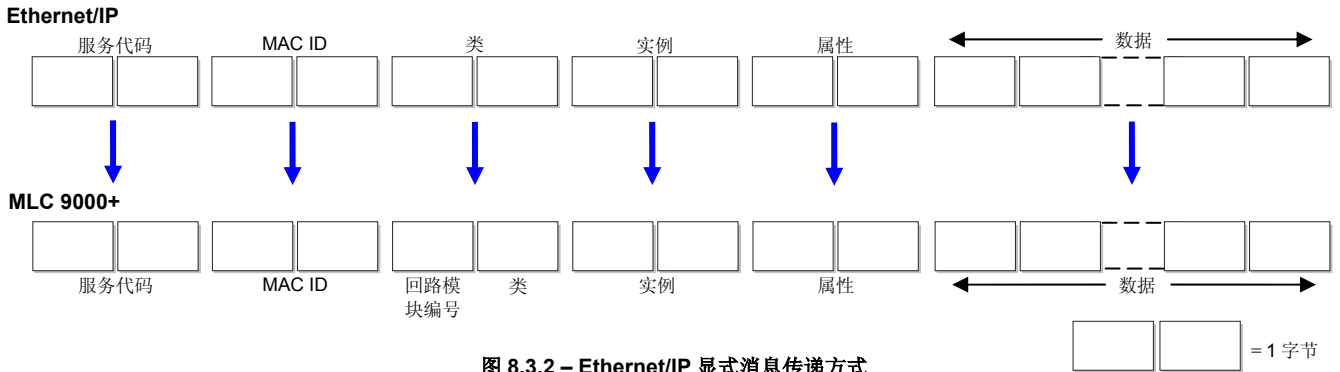 Ethernet/IP
服务代码 MAC ID 类 实例 属性 数据
MLC 9000+
服务代码 MAC ID 回路模块编号 类 实例 属性 数据
= 1 字节
图 8.3.2 – Ethernet/IP 显式消息传递方式